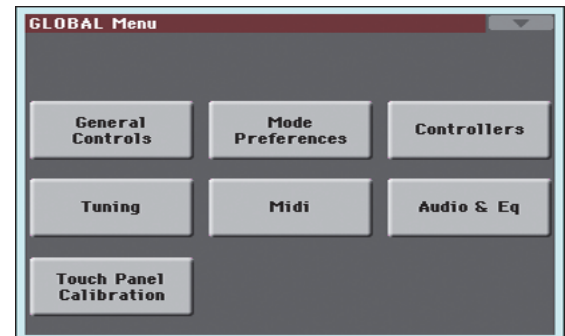 GLOBAL Menu
General
Controls
Mode
Preferences
Controllers
Tuning
Midi
Audio & Eq
Touch Panel
Calibration